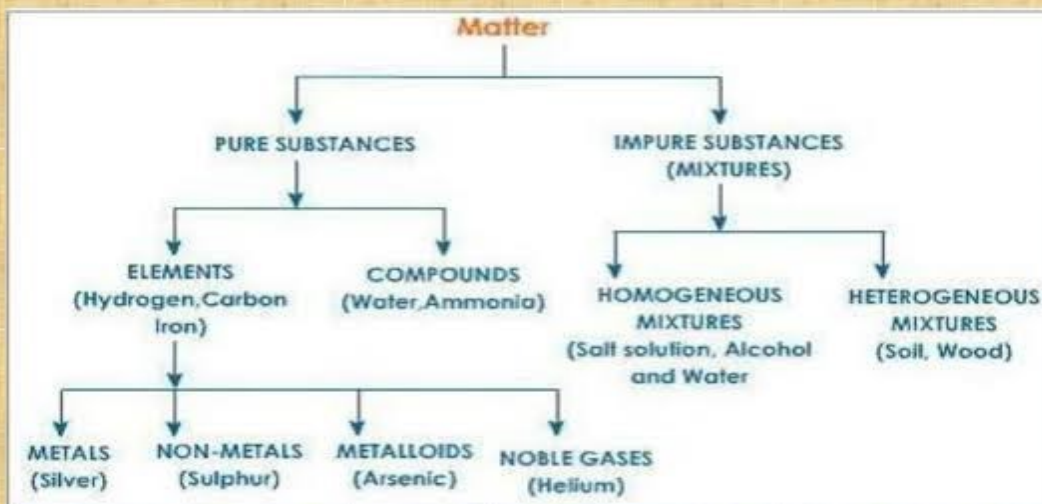 Matter
PURE SUBSTANCES
IMPURE SUBSTANCES
(MIXTURES)
ELEMENTS
(Hydrogen,Carbon
Iron)
COMPOUNDS
(Water,Ammonia)
HOMOGENEOUS
MIXTURES
(Salt solution, Alcohol
and Water
HETEROGENEOUS
MIXTURES
(Soil, Wood)
METALS
(Silver)
NON-METALS
(Sulphur)
METALLOIDS
(Arsenic)
NOBLE GASES
(Helium)